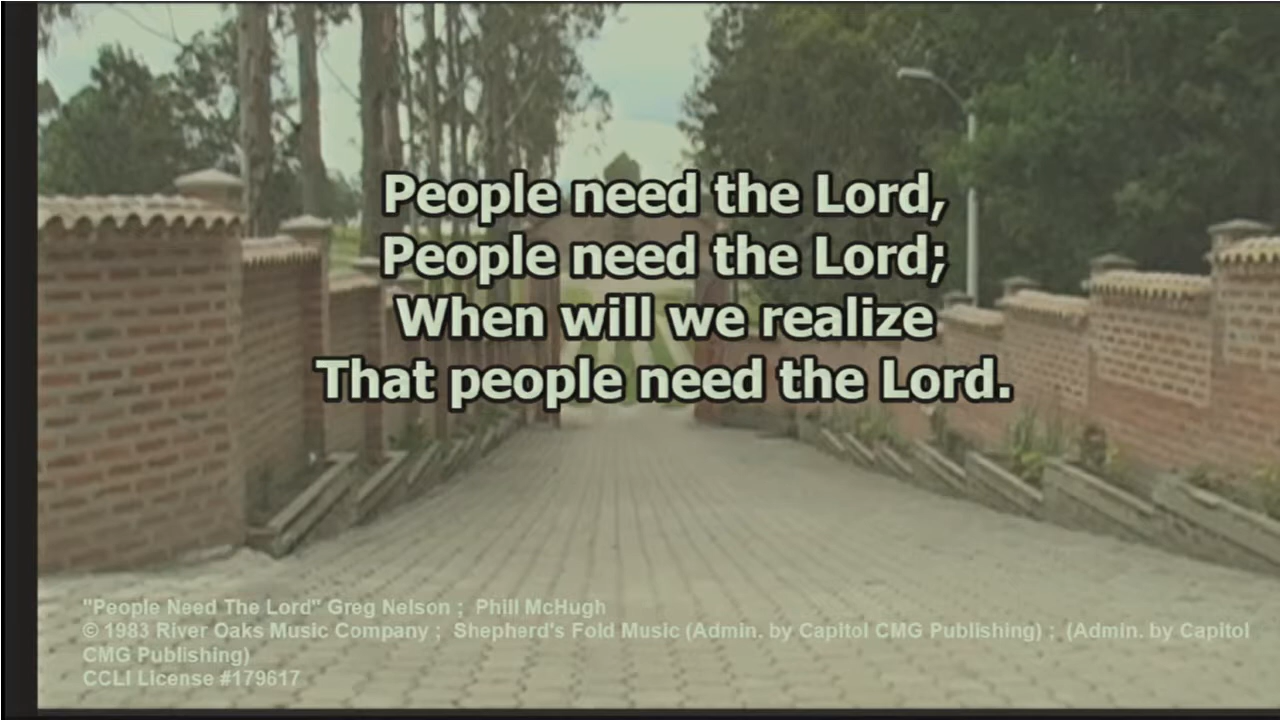 People need the Lord,
People need the Lord;
When will we realize
That people need the Lord.
"People Need The Lord" Greg Nelson ;  Phill McHugh
© 1983 River Oaks Music Company ;  Shepherd's Fold Music (Admin. by Capitol CMG Publishing) ;  (Admin. by Capitol
CMG Publishing)
CCLI License #179617